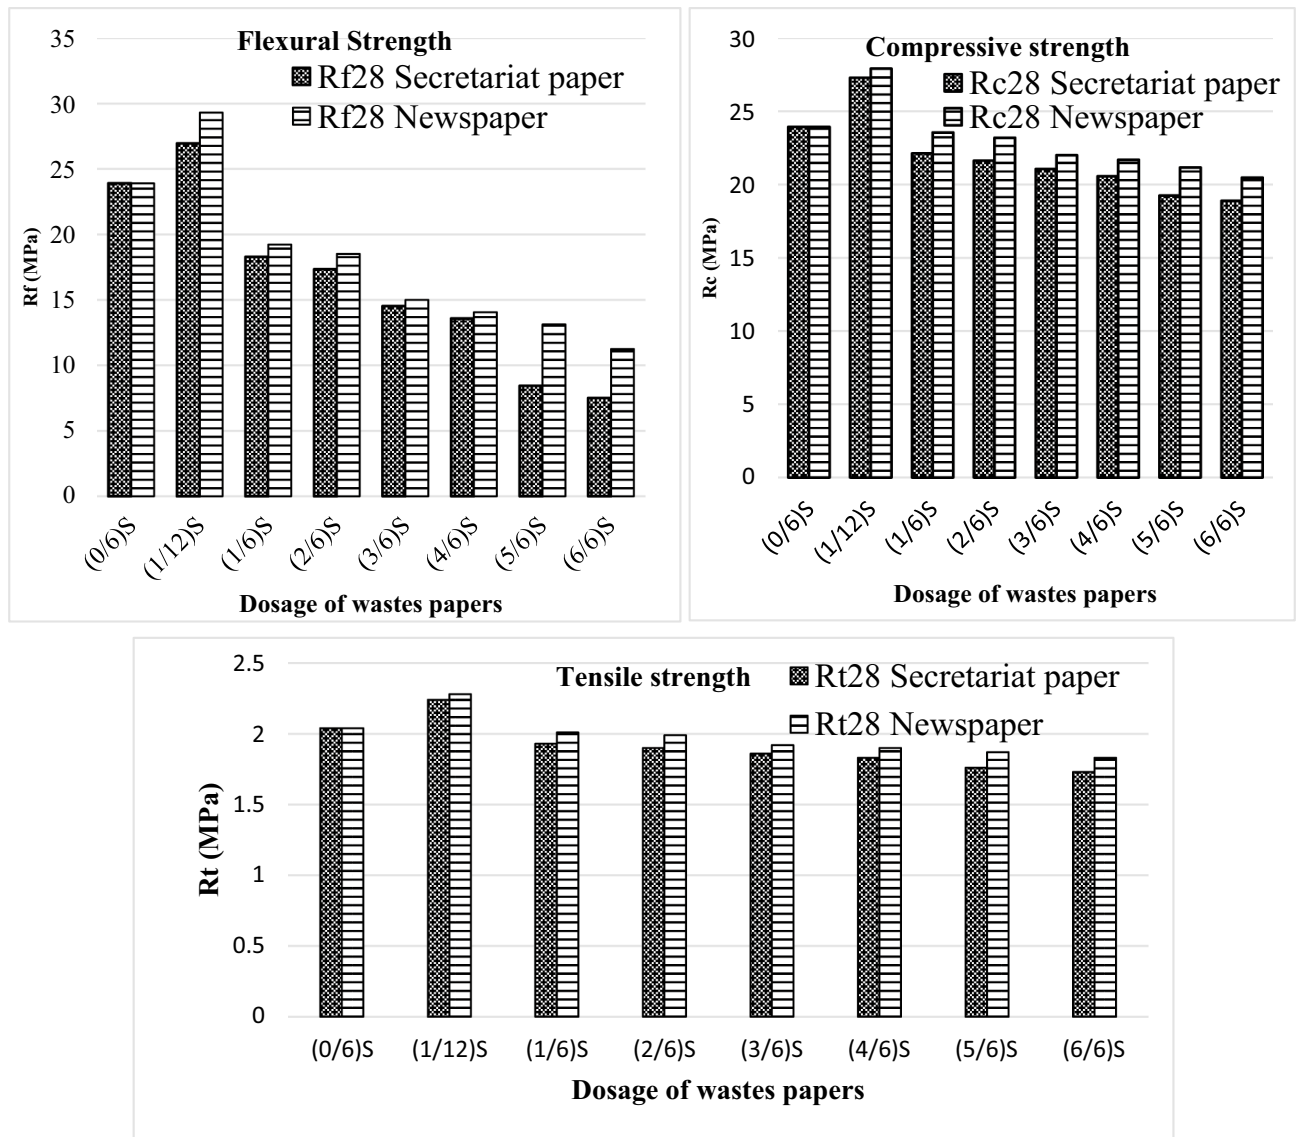 Flexural Strength
Rf28 Secretariat paper
Rf28 Newspaper
35
30
25
20
15
10
5
0
Rf (MPa)
(0/6)S
(1/12)S
(1/6)S
(2/6)S
(3/6)S
(4/6)S
(5/6)S
(6/6)S
Dosage of wastes papers
Compressive strength
Rc28 Secretariat paper
Rc28 Newspaper
30
25
20
15
10
5
0
Rc (MPa)
(0/6)S
(1/12)S
(1/6)S
(2/6)S
(3/6)S
(4/6)S
(5/6)S
(6/6)S
Dosage of wastes papers
Tensile strength
Rt28 Secretariat paper
Rt28 Newspaper
2.5
2
1.5
1
0.5
0
Rt (MPa)
(0/6)S
(1/12)S
(1/6)S
(2/6)S
(3/6)S
(4/6)S
(5/6)S
(6/6)S
Dosage of wastes papers